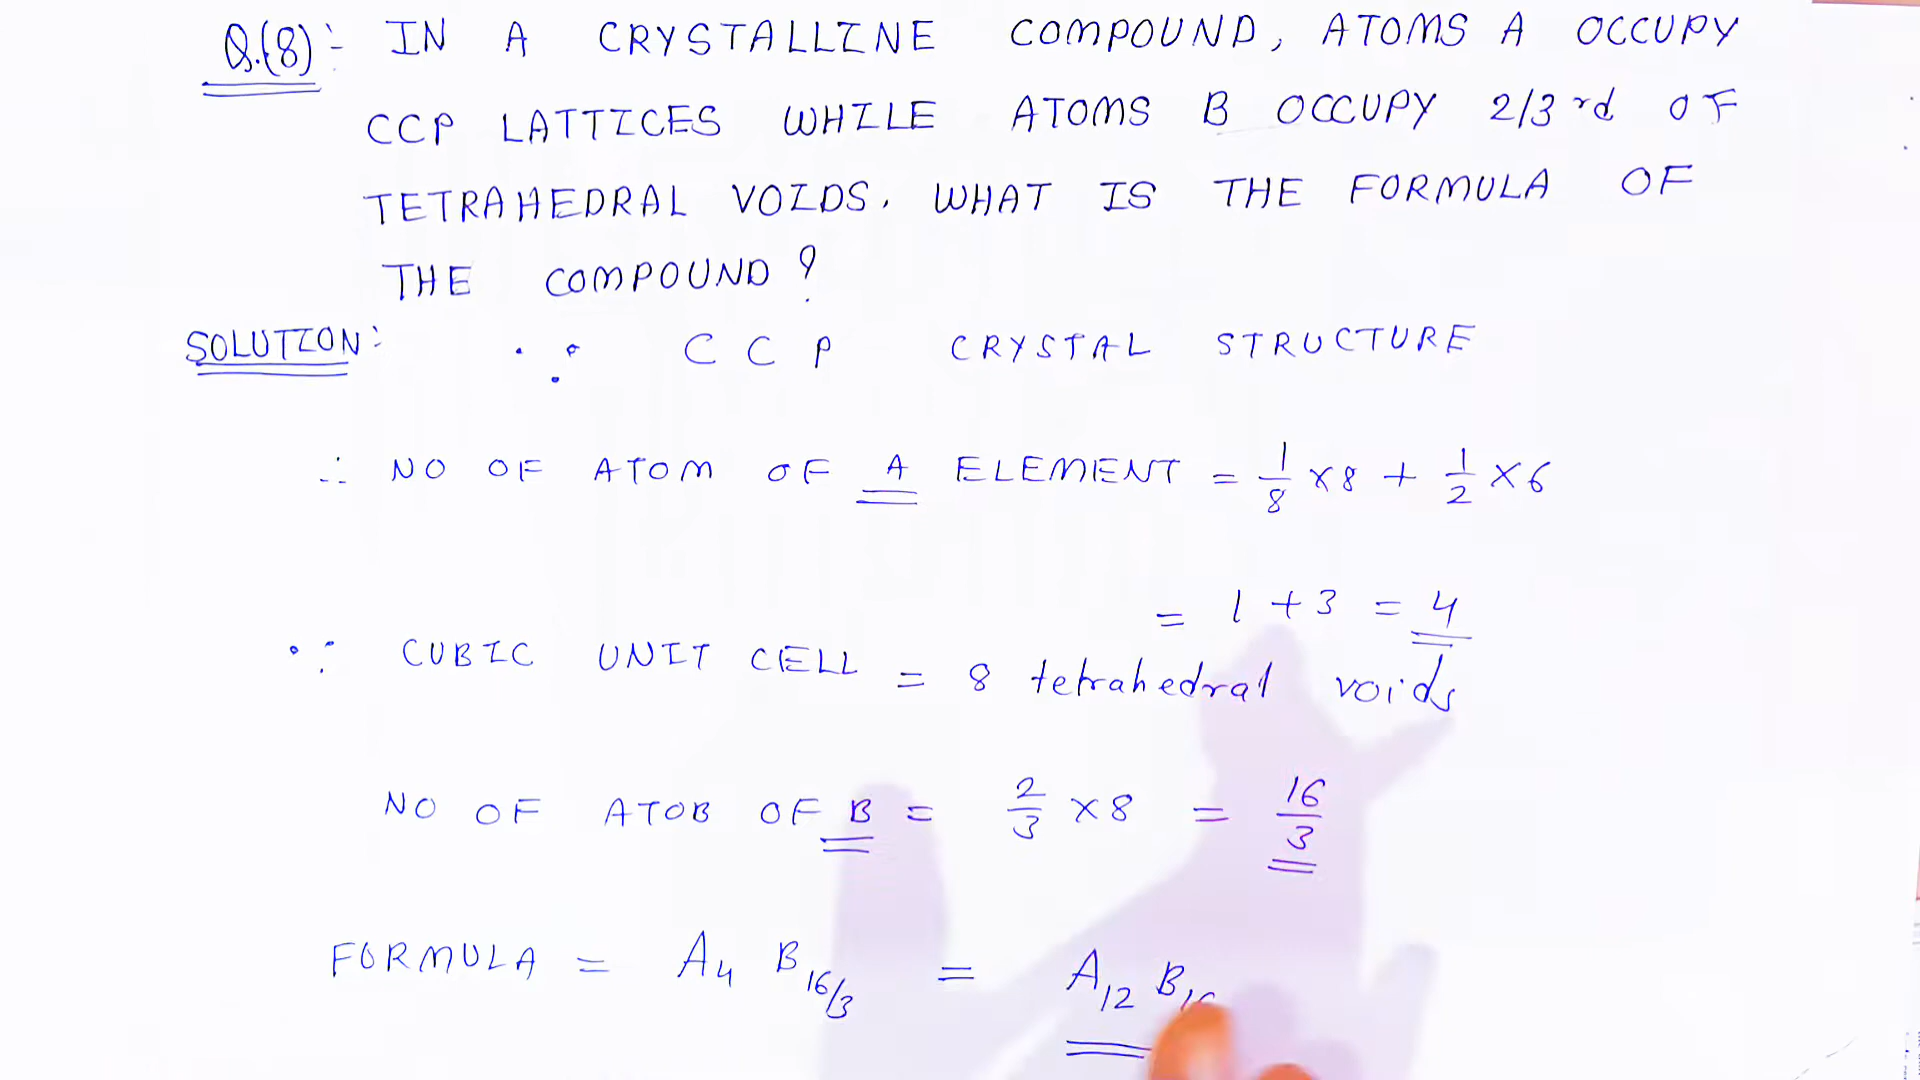 Q.(8):- IN A CRYSTALLINE COMPOUND, ATOMS A OCCUPY
CCP LATTICES WHILE ATOMS B OCCUPY 2/3rd OF
TETRAHEDRAL VOIDS. WHAT IS THE FORMULA OF
THE COMPOUND?
SOLUTION: ∵ CCP CRYSTAL STRUCTURE
∴ NO OF ATOM OF A ELEMENT = 1/8 × 8 + 1/2 × 6
= 1 + 3 = 4
∵ CUBIC UNIT CELL = 8 tetrahedral voids
NO OF ATOB OF B = 2/3 × 8 = 16/3
FORMULA = A4 B16/3 = A12 B